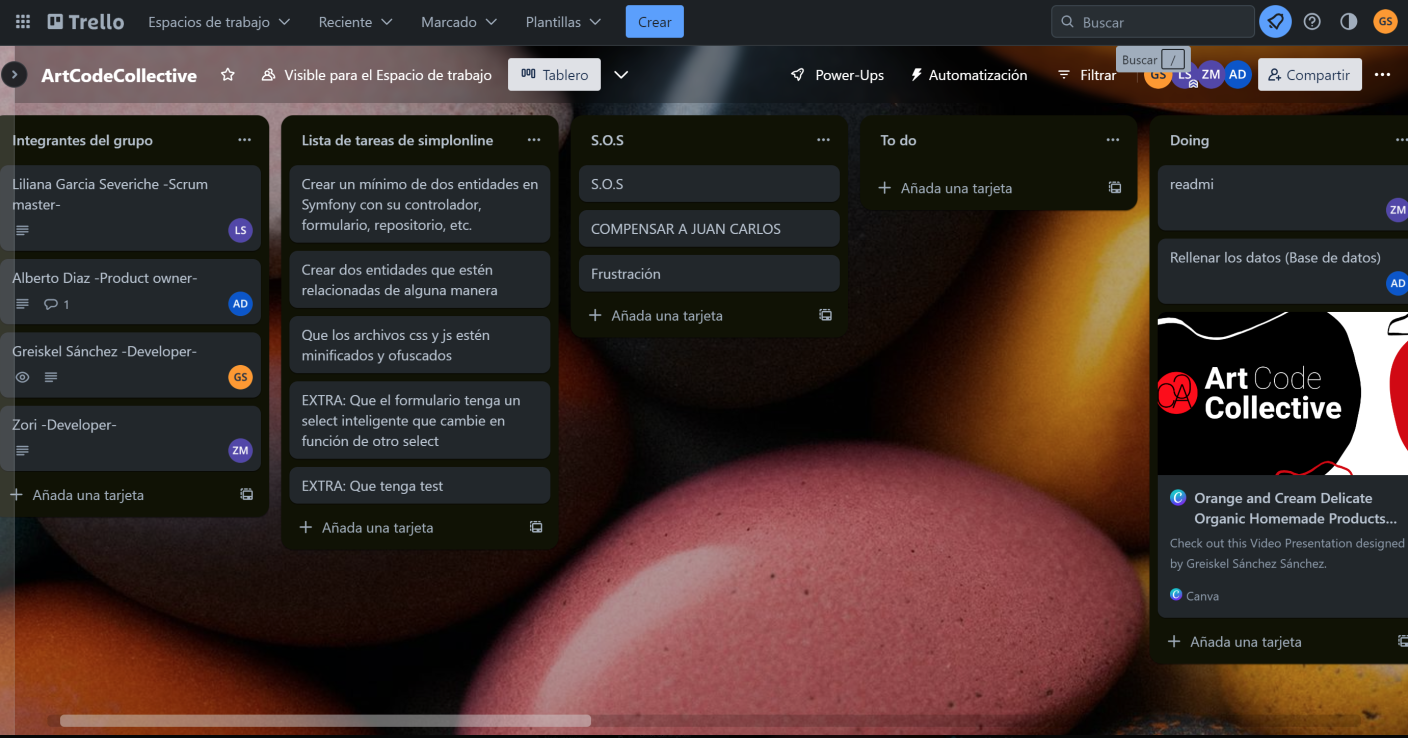 Trello
Espacios de trabajo
Reciente
Marcado
Plantillas
Crear
Buscar
GS
ArtCodeCollective
Visible para el Espacio de trabajo
Tablero
Power-Ups
Automatización
Filtrar
Buscar /
GS
LS
ZM
AD
Compartir
Integrantes del grupo
Liliana Garcia Severiche -Scrum
master-
LS
Alberto Diaz -Product owner-
1
AD
Greiskel Sánchez -Developer-
GS
Zori -Developer-
ZM
Añada una tarjeta
Lista de tareas de simplonline
Crear un mínimo de dos entidades en
Symfony con su controlador,
formulario, repositorio, etc.
Crear dos entidades que estén
relacionadas de alguna manera
Que los archivos css y js estén
minificados y ofuscados
EXTRA: Que el formulario tenga un
select inteligente que cambie en
función de otro select
EXTRA: Que tenga test
Añada una tarjeta
S.O.S
S.O.S
COMPENSAR A JUAN CARLOS
Frustración
Añada una tarjeta
To do
Añada una tarjeta
Doing
readmi
ZM
Rellenar los datos (Base de datos)
AD
Art Code
Collective
Orange and Cream Delicate
Organic Homemade Products...
Check out this Video Presentation designed
by Greiskel Sánchez Sánchez.
Canva
Añada una tarjeta